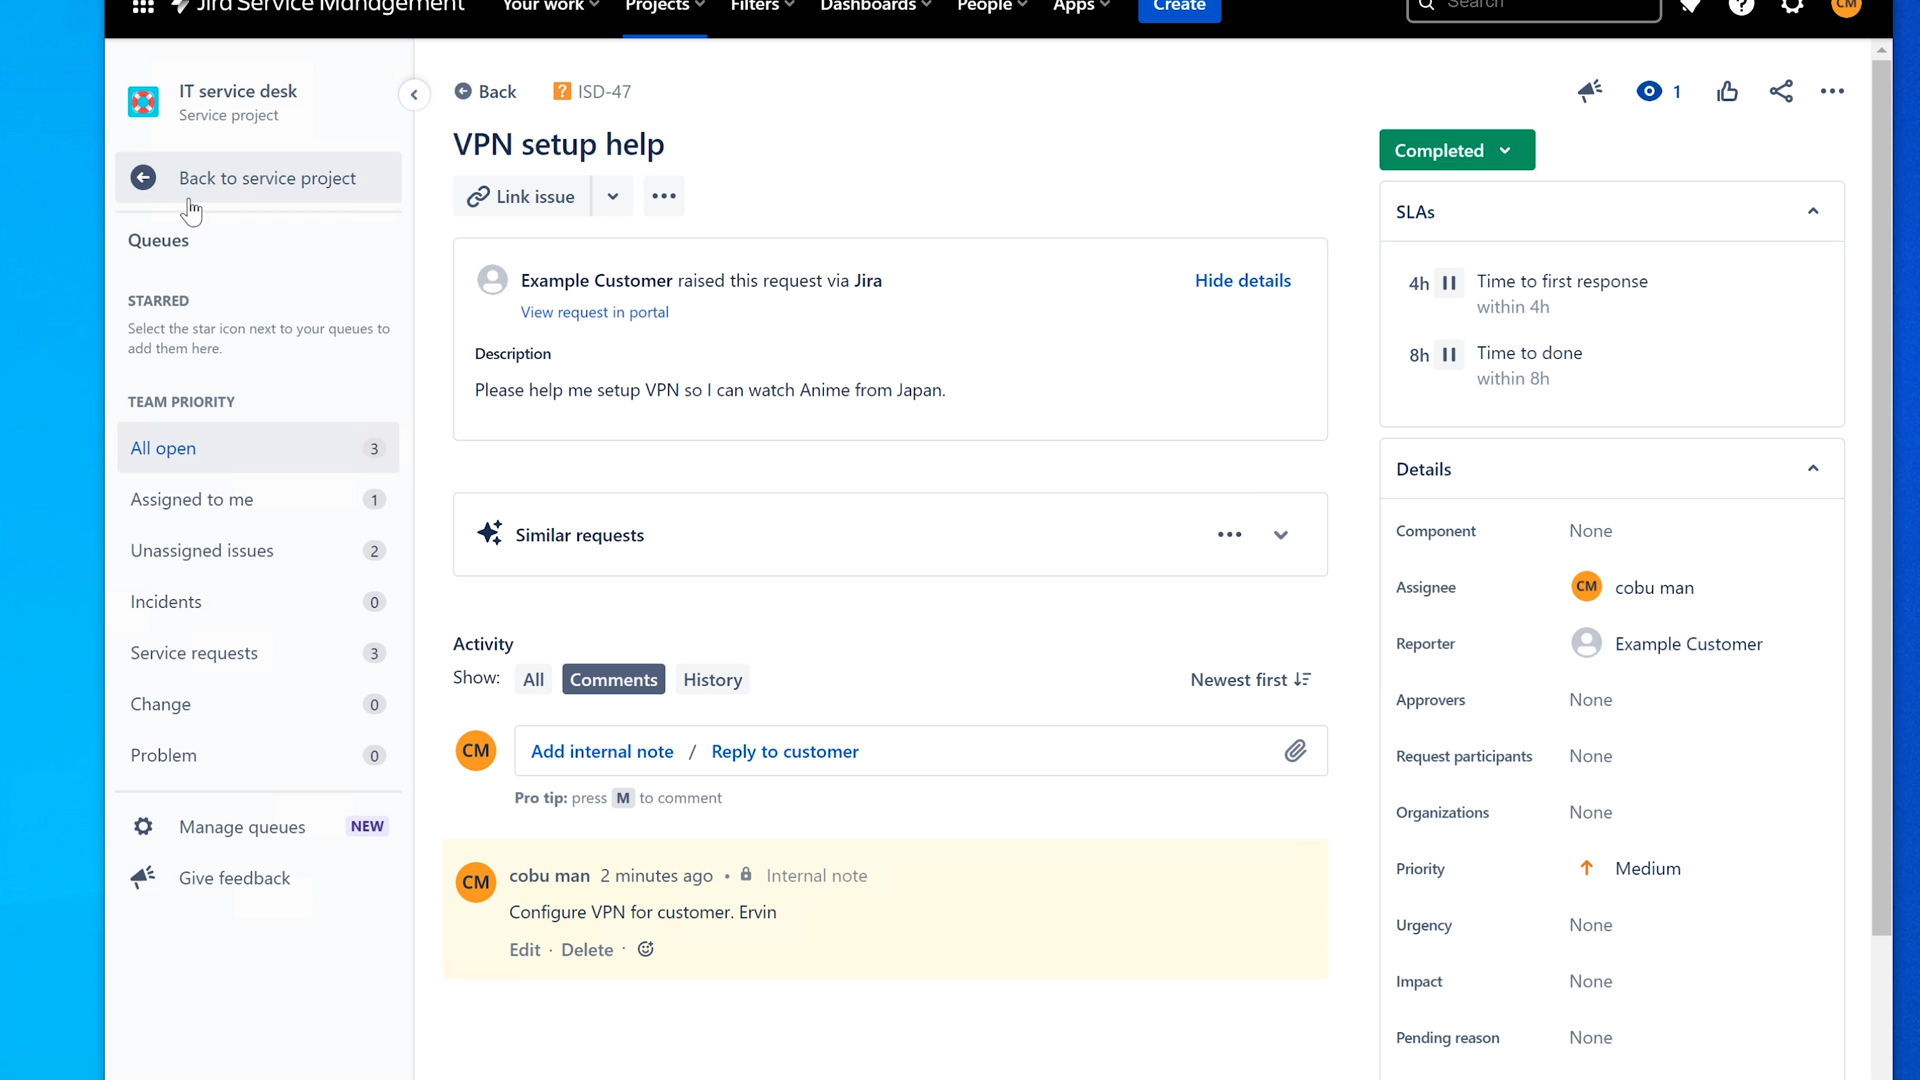 Jira Service Management Your work Projects Filters Dashboards People Apps Create Search ? CM
IT service desk
Service project
Back to service project
Queues
STARRED
Select the star icon next to your queues to
add them here.
TEAM PRIORITY
All open 3
Assigned to me 1
Unassigned issues 2
Incidents 0
Service requests 3
Change 0
Problem 0
Manage queues NEW
Give feedback
Back ? ISD-47
VPN setup help
Link issue
Example Customer raised this request via Jira Hide details
View request in portal
Description
Please help me setup VPN so I can watch Anime from Japan.
Similar requests
Activity
Show: All Comments History Newest first
CM Add internal note / Reply to customer
Pro tip: press M to comment
CM cobu man 2 minutes ago • Internal note
Configure VPN for customer. Ervin
Edit · Delete ·
1
Completed
SLAs
4h Time to first response
within 4h
8h Time to done
within 8h
Details
Component None
Assignee CM cobu man
Reporter Example Customer
Approvers None
Request participants None
Organizations None
Priority Medium
Urgency None
Impact None
Pending reason None